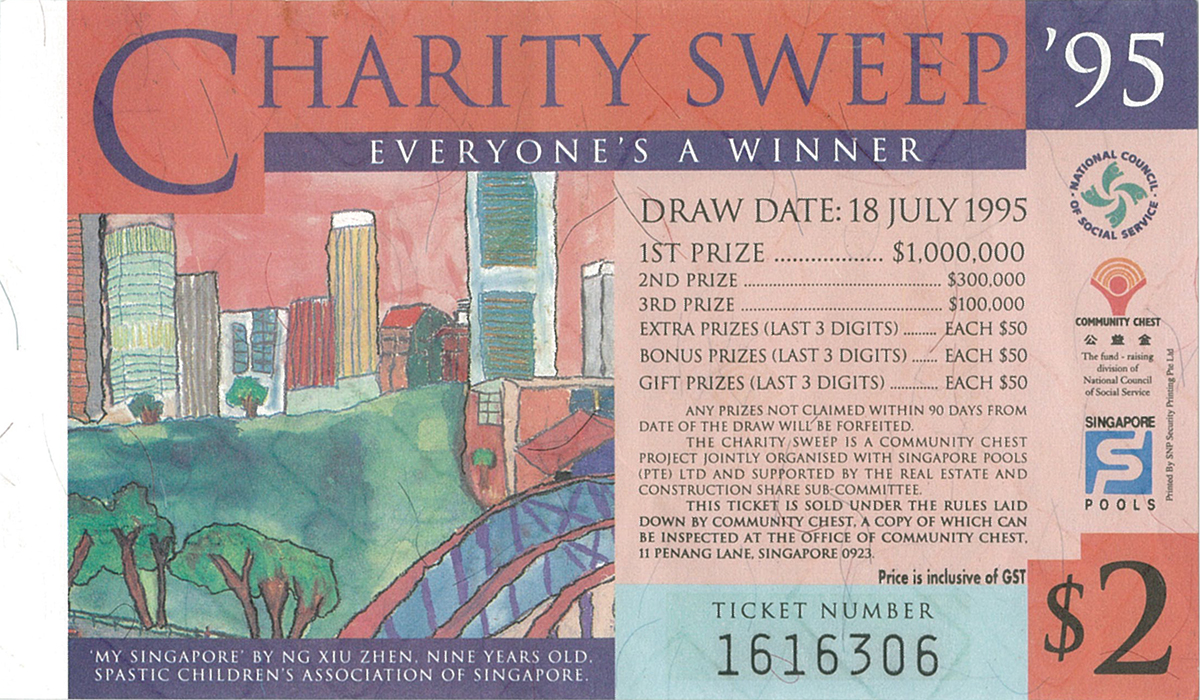 CHARITY SWEEP '95
EVERYONE'S A WINNER
DRAW DATE: 18 JULY 1995
1ST PRIZE ................. $1,000,000
2ND PRIZE .................................................. $300,000
3RD PRIZE .................................................. $100,000
EXTRA PRIZES (LAST 3 DIGITS) ........ EACH $50
BONUS PRIZES (LAST 3 DIGITS) ...... EACH $50
GIFT PRIZES (LAST 3 DIGITS) ........... EACH $50
ANY PRIZES NOT CLAIMED WITHIN 90 DAYS FROM
DATE OF THE DRAW WILL BE FORFEITED.
THE CHARITY SWEEP IS A COMMUNITY CHEST
PROJECT JOINTLY ORGANISED WITH SINGAPORE POOLS
(PTE) LTD AND SUPPORTED BY THE REAL ESTATE AND
CONSTRUCTION SHARE SUB-COMMITTEE.
THIS TICKET IS SOLD UNDER THE RULES LAID
DOWN BY COMMUNITY CHEST, A COPY OF WHICH CAN
BE INSPECTED AT THE OFFICE OF COMMUNITY CHEST,
11 PENANG LANE, SINGAPORE 0923.
Price is inclusive of GST
TICKET NUMBER
1616306
'MY SINGAPORE' BY NG XIU ZHEN, NINE YEARS OLD,
SPASTIC CHILDREN'S ASSOCIATION OF SINGAPORE.
NATIONAL COUNCIL
OF SOCIAL SERVICE
COMMUNITY CHEST
公 益 金
The fund - raising
division of
National Council
of Social Service
SINGAPORE
POOLS
Printed By SNP Security Printing Pte Ltd
$2